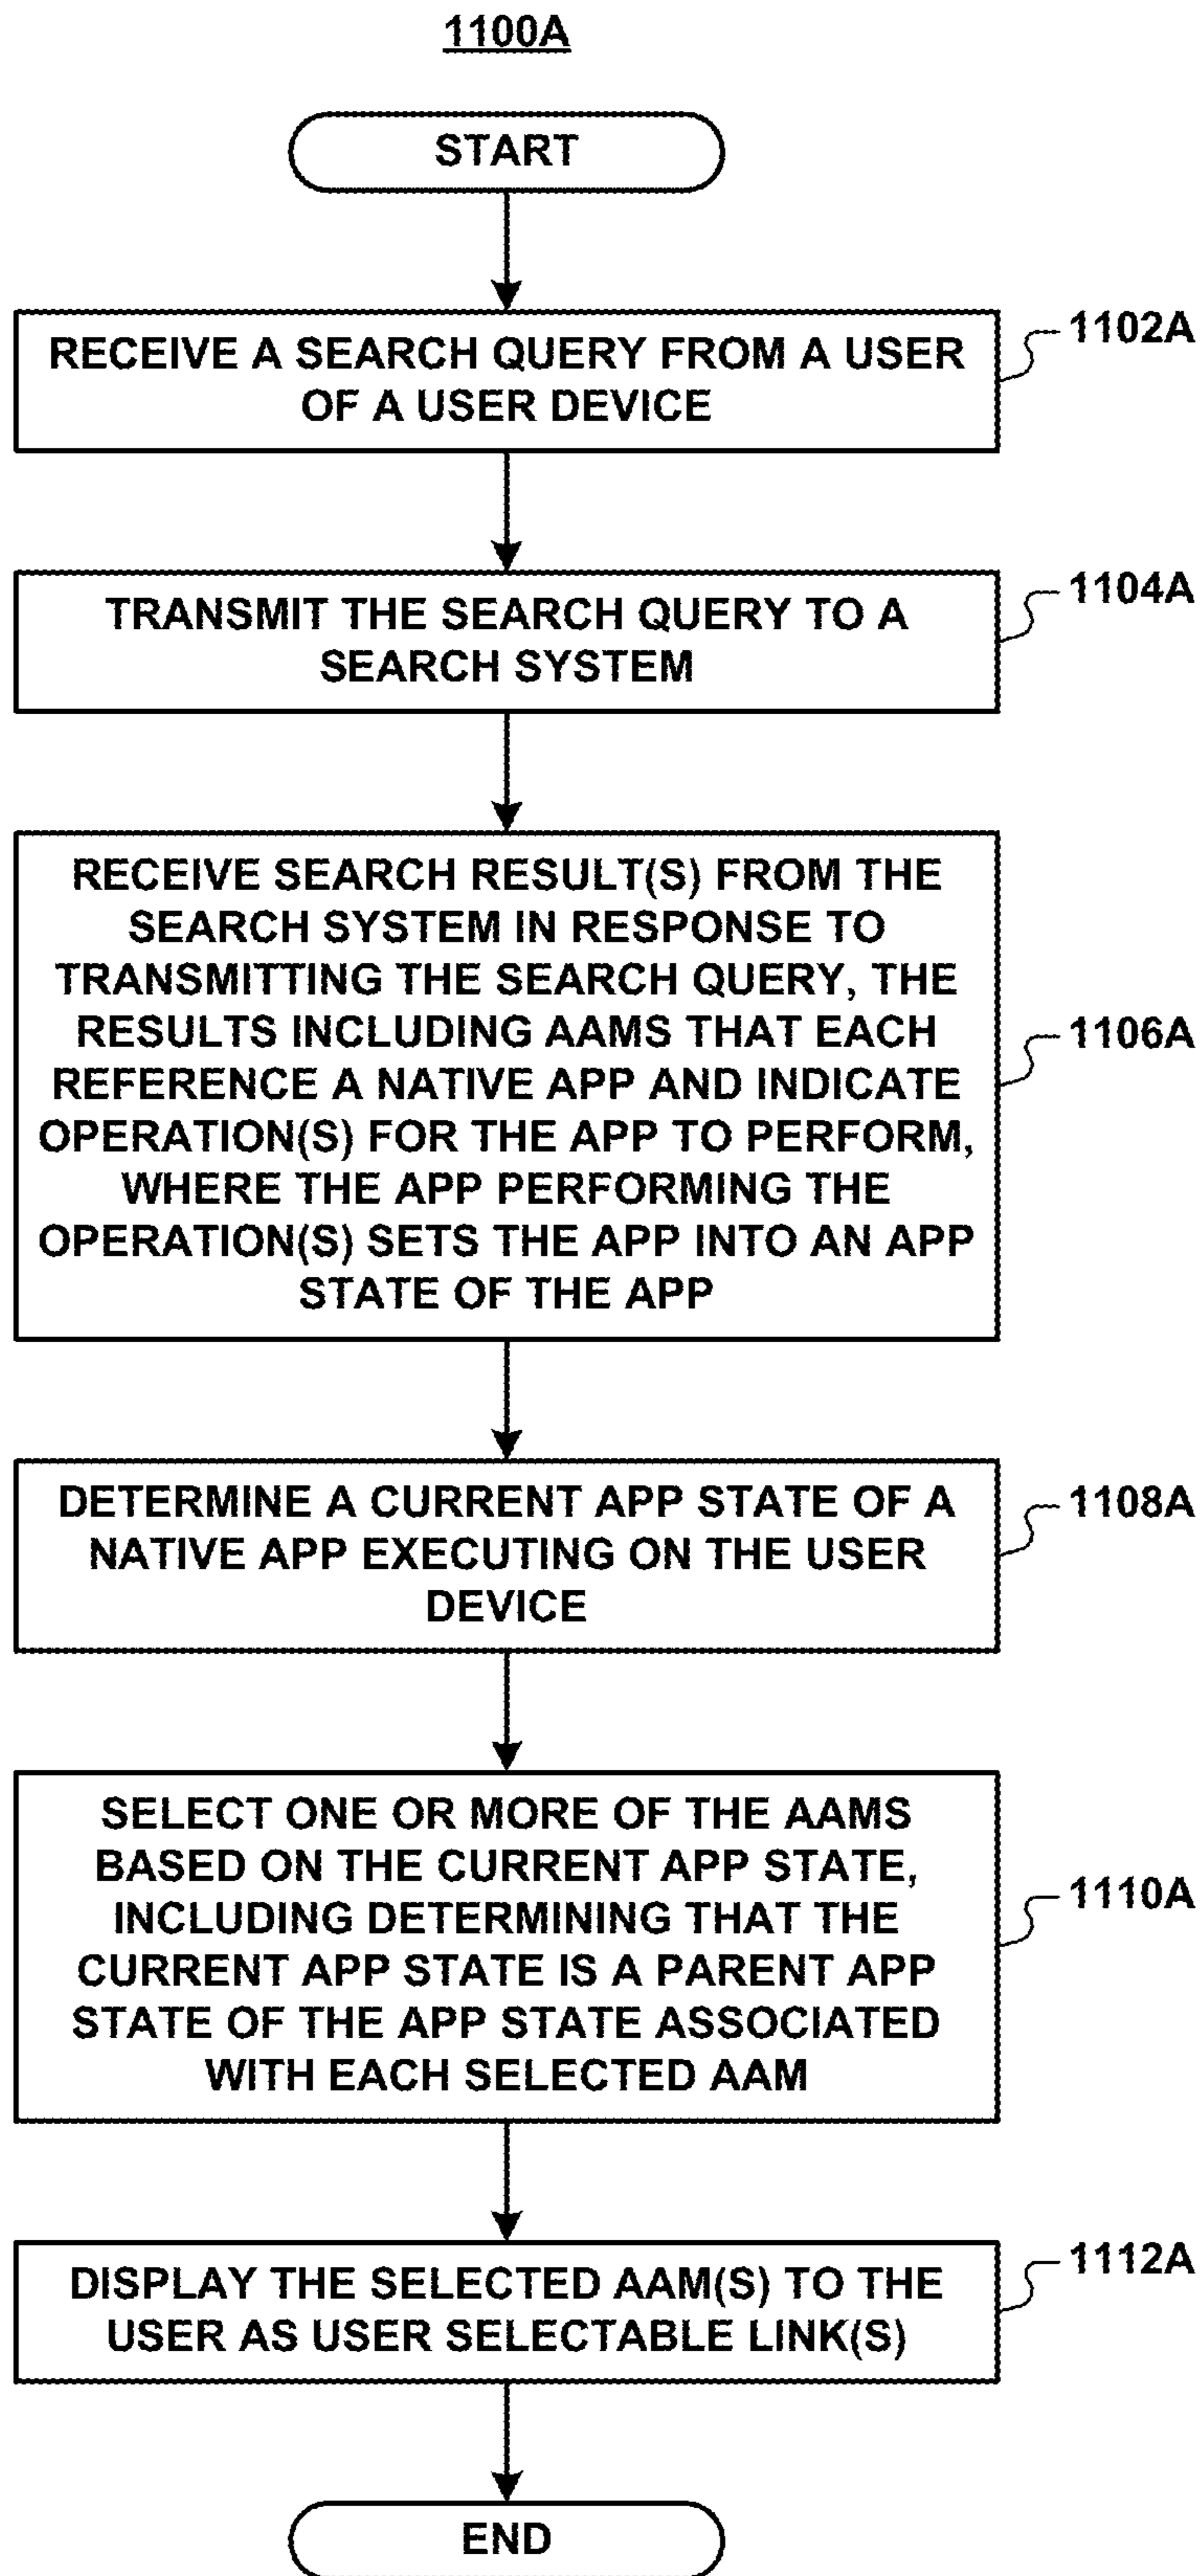 1100A
START
RECEIVE A SEARCH QUERY FROM A USER
OF A USER DEVICE
1102A
TRANSMIT THE SEARCH QUERY TO A
SEARCH SYSTEM
1104A
RECEIVE SEARCH RESULT(S) FROM THE
SEARCH SYSTEM IN RESPONSE TO
TRANSMITTING THE SEARCH QUERY, THE
RESULTS INCLUDING AAMS THAT EACH
REFERENCE A NATIVE APP AND INDICATE
OPERATION(S) FOR THE APP TO PERFORM,
WHERE THE APP PERFORMING THE
OPERATION(S) SETS THE APP INTO AN APP
STATE OF THE APP
1106A
DETERMINE A CURRENT APP STATE OF A
NATIVE APP EXECUTING ON THE USER
DEVICE
1108A
SELECT ONE OR MORE OF THE AAMS
BASED ON THE CURRENT APP STATE,
INCLUDING DETERMINING THAT THE
CURRENT APP STATE IS A PARENT APP
STATE OF THE APP STATE ASSOCIATED
WITH EACH SELECTED AAM
1110A
DISPLAY THE SELECTED AAM(S) TO THE
USER AS USER SELECTABLE LINK(S)
1112A
END